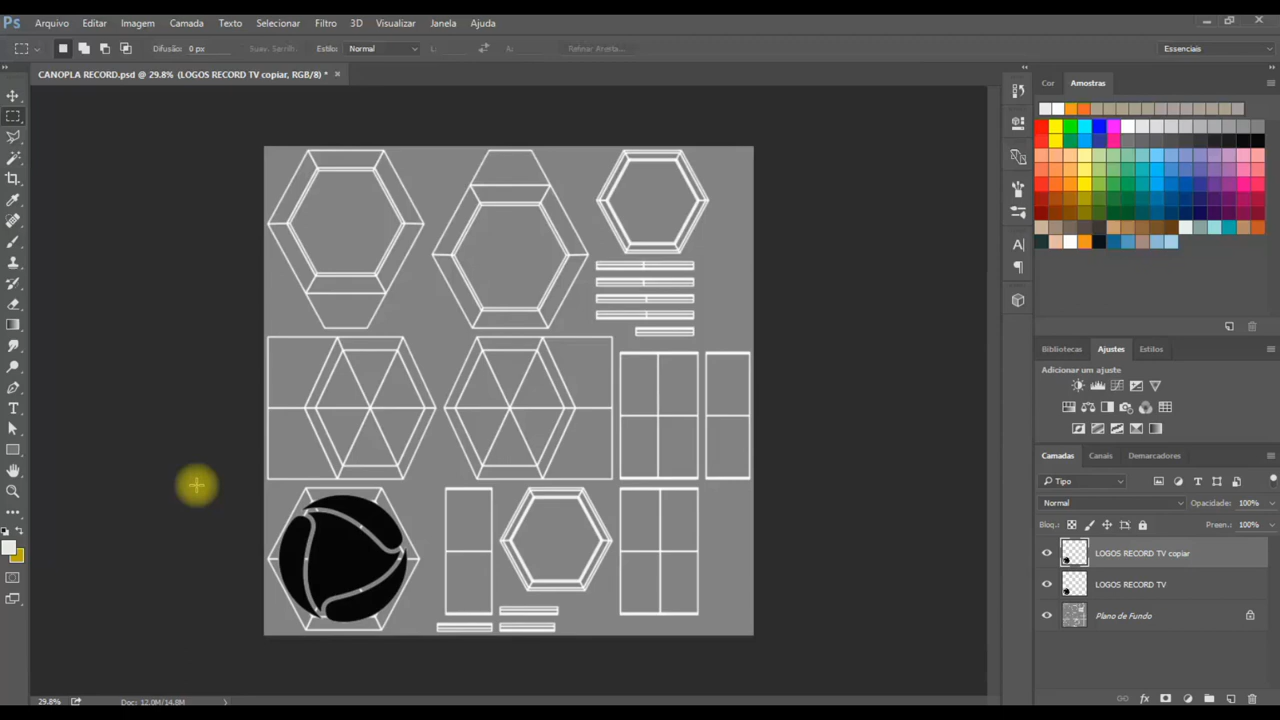 Ps Arquivo Editar Imagem Camada Texto Selecionar Filtro 3D Visualizar Janela Ajuda
Difusão: 0 px Suav. Serrilh. Estilo: Normal Refinar Aresta... Essenciais
CANOPLA RECORD.psd @ 29.8% (LOGOS RECORD TV copiar, RGB/8) *
Cor Amostras
Bibliotecas Ajustes Estilos
Adicionar um ajuste
Camadas Canais Demarcadores
Tipo
Normal Opacidade: 100%
Bloq.: Preen.: 100%
LOGOS RECORD TV copiar
LOGOS RECORD TV
Plano de Fundo
29.8% Doc: 12.0M/14.8M